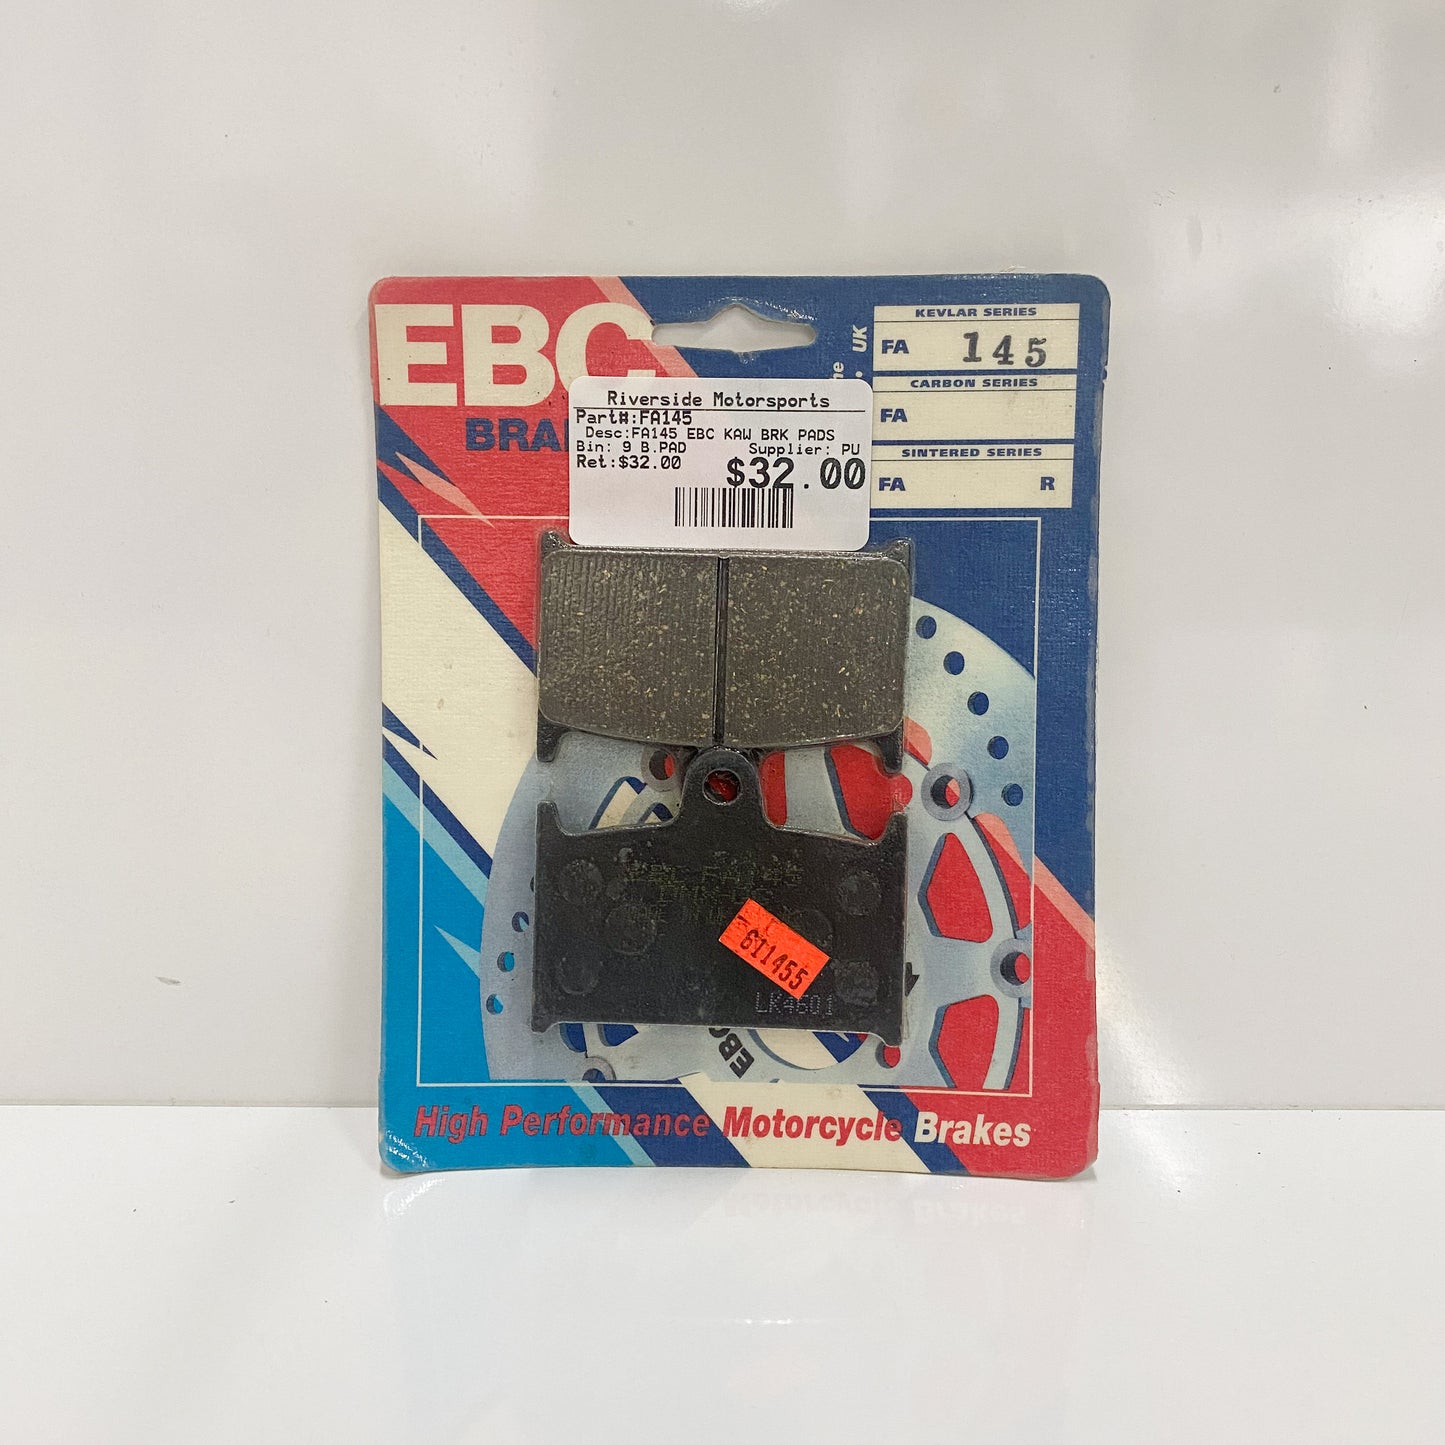 EBC
BRA
UK
KEVLAR SERIES
FA 145
CARBON SERIES
FA
SINTERED SERIES
FA R
Riverside Motorsports
Part#:FA145
Desc:FA145 EBC KAW BRK PADS
Bin: 9 B.PAD Supplier: PU
Ret:$32.00 $32.00
611455
LK4601
EBC
High Performance Motorcycle Brakes